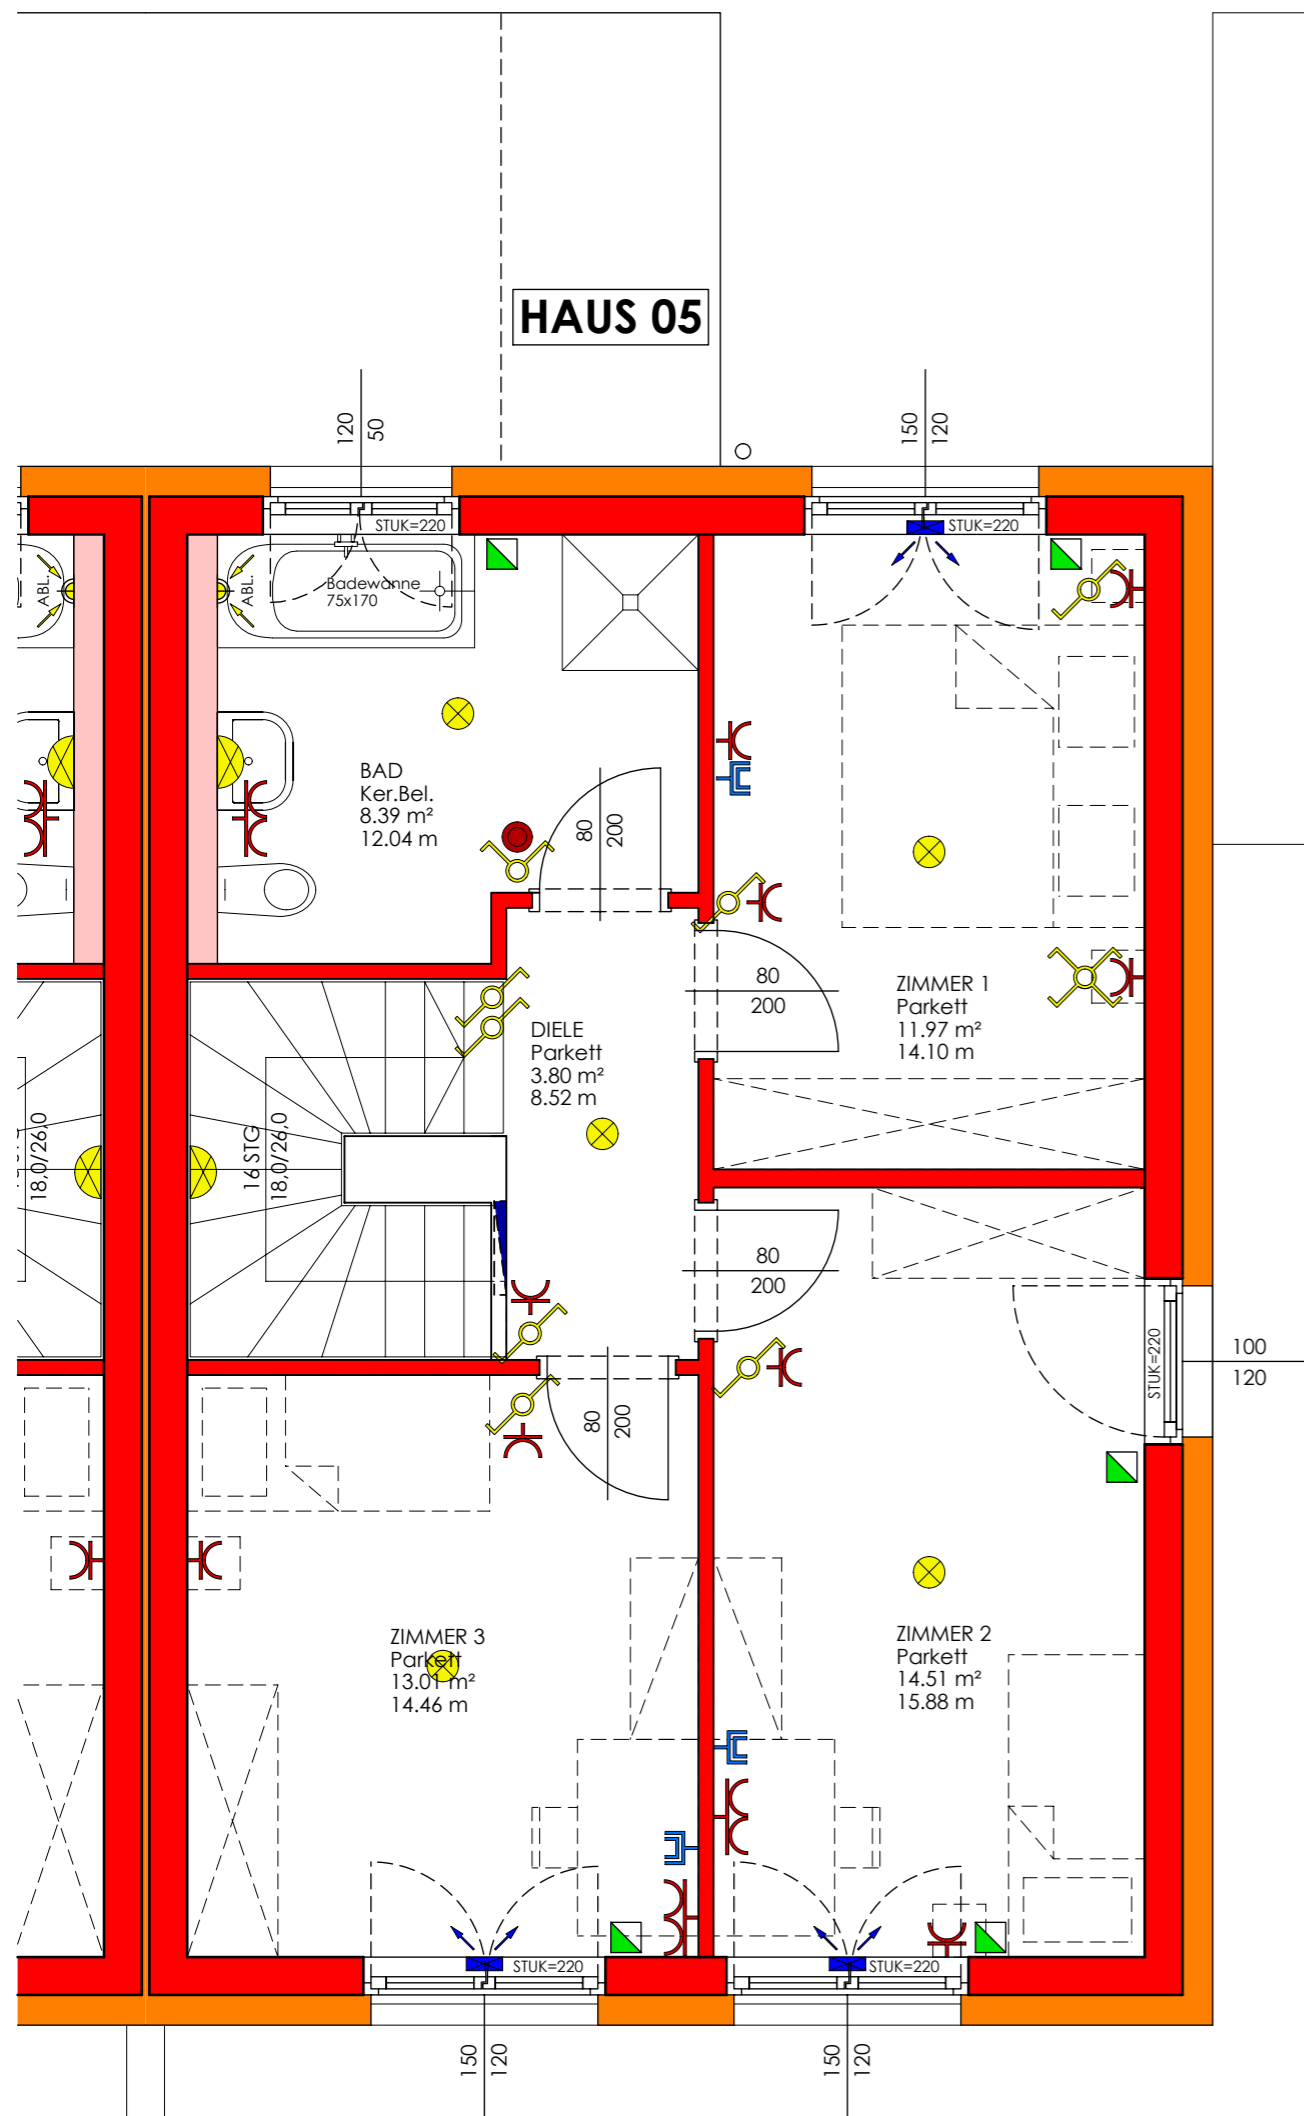 HAUS 05
120
50
150
120
STUK=220
STUK=220
ABL.
ABL.
Badewanne
75x170
BAD
Ker.Bel.
8.39 m²
12.04 m
80
200
80
200
ZIMMER 1
Parkett
11.97 m²
14.10 m
DIELE
Parkett
3.80 m²
8.52 m
18,0/26,0
16 STG
18,0/26,0
80
200
STUK=220
100
120
80
200
ZIMMER 3
Parkett
13.01 m²
14.46 m
ZIMMER 2
Parkett
14.51 m²
15.88 m
STUK=220
STUK=220
150
120
150
120